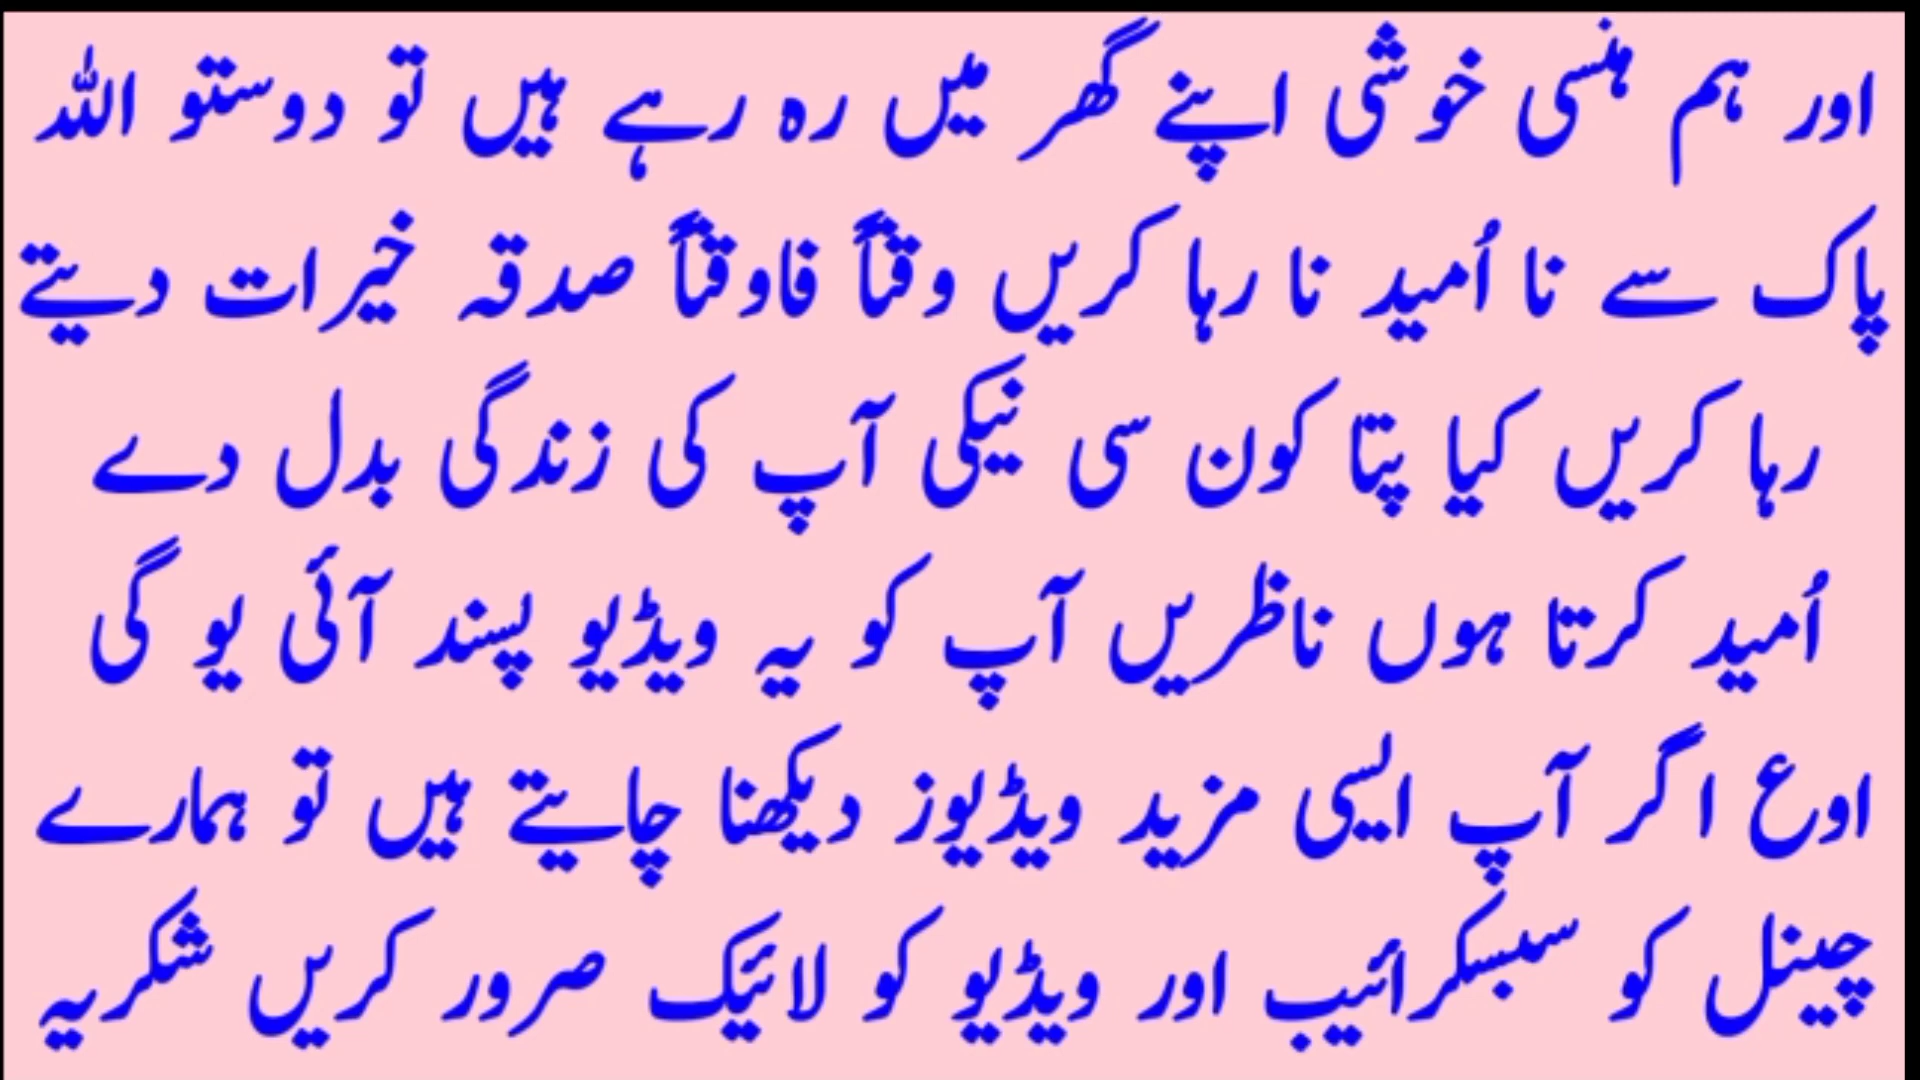 اور ہم ہنسی خوشی اپنے گھر میں رہ رہے ہیں تو دوستو اللہ
پاک سے نا اُمید نا رہا کریں وقتاً فاوقتاً صدقہ خیرات دیتے
رہا کریں کیا پتا کون سی نیکی آپ کی زندگی بدل دے
اُمید کرتا ہوں ناظریں آپ کو یہ ویڈیو پسند آئی یو گی
اوع اگر آپ ایسی مزید ویڈیوز دیکھنا چایتے ہیں تو ہمارے
چینل کو سبسکرائیب اور ویڈیو کو لائیک صرور کریں شکریہ